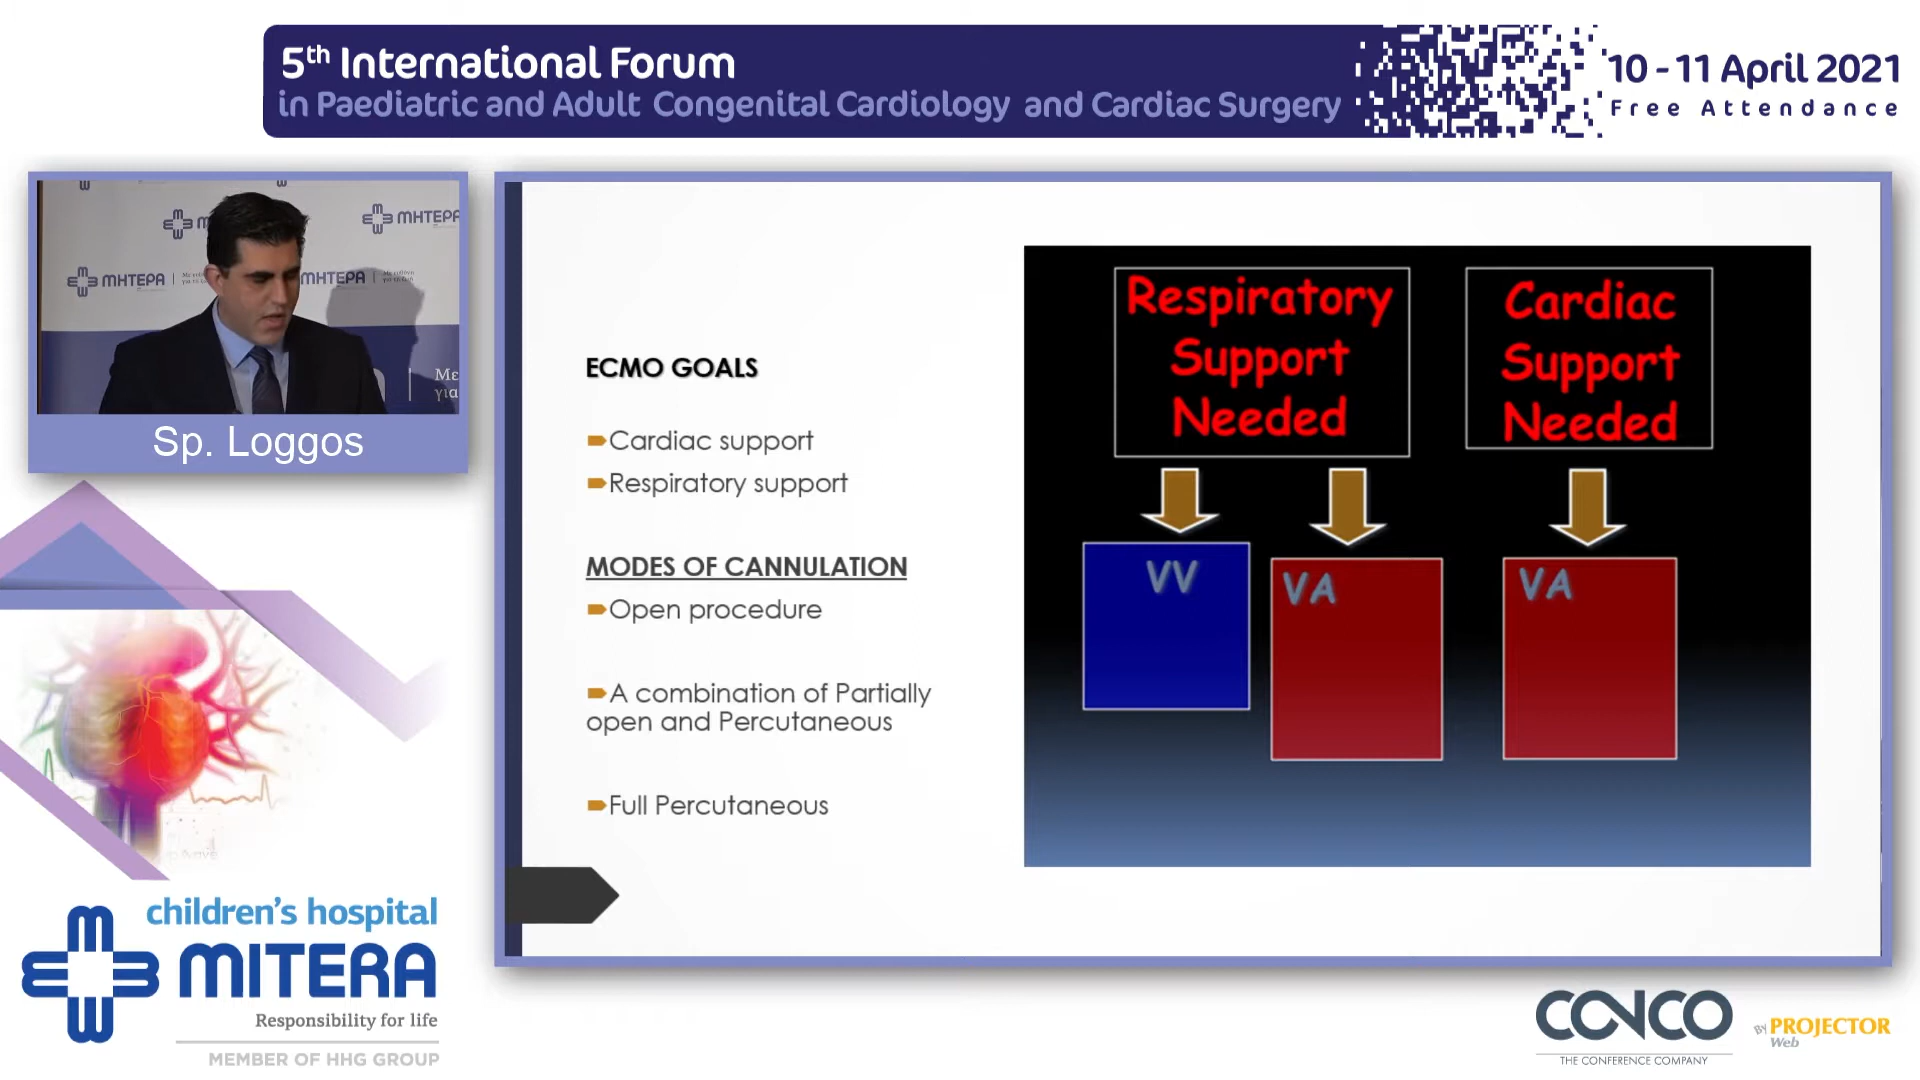 5th International Forum
in Paediatric and Adult Congenital Cardiology and Cardiac Surgery
10 - 11 April 2021
Free Attendance
ΜΗΤΕΡΑ
ΜΗΤΕΡΑ
ΜΗΤΕΡΑ
Με
για
Sp. Loggos
ECMO GOALS
Cardiac support
Respiratory support
MODES OF CANNULATION
Open procedure
A combination of Partially
open and Percutaneous
Full Percutaneous
Respiratory
Support
Needed
Cardiac
Support
Needed
VV
VA
VA
children's hospital
MITERA
Responsibility for life
MEMBER OF HHG GROUP
CONCO
THE CONFERENCE COMPANY
BY PROJECTOR
Web